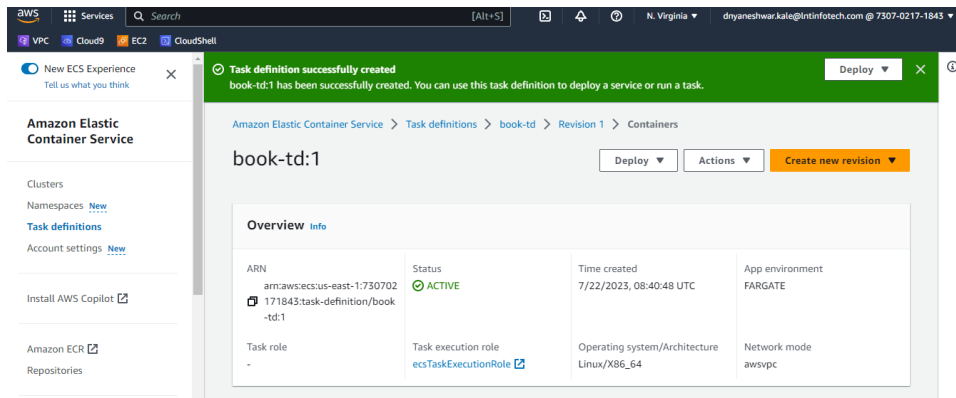 aws Services Search [Alt+S] N. Virginia dnyaneshwar.kale@lntinfotech.com @ 7307-0217-1843
VPC Cloud9 EC2 CloudShell
New ECS Experience
Tell us what you think
Amazon Elastic
Container Service
Clusters
Namespaces New
Task definitions
Account settings New
Install AWS Copilot
Amazon ECR
Repositories
Task definition successfully created
book-td:1 has been successfully created. You can use this task definition to deploy a service or run a task.
Deploy
Amazon Elastic Container Service > Task definitions > book-td > Revision 1 > Containers
book-td:1
Deploy Actions Create new revision
Overview Info
ARN
arn:aws:ecs:us-east-1:730702
171843:task-definition/book
-td:1
Status
ACTIVE
Time created
7/22/2023, 08:40:48 UTC
App environment
FARGATE
Task role
-
Task execution role
ecsTaskExecutionRole
Operating system/Architecture
Linux/X86_64
Network mode
awsvpc